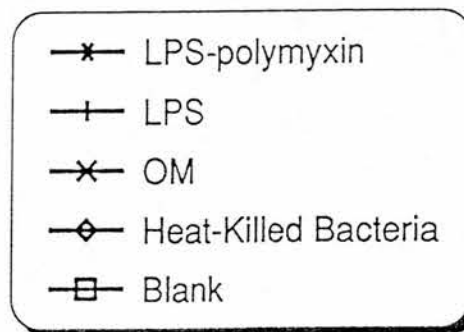 LPS-polymyxin
LPS
OM
Heat-Killed Bacteria
Blank